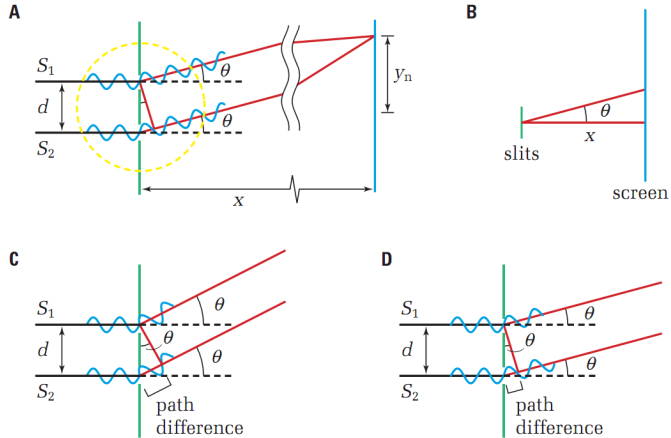 A
S₁
θ
d
θ
S₂
yₙ
x
B
θ
x
slits
screen
C
S₁
θ
θ
d
θ
S₂
path
difference
D
S₁
θ
θ
d
θ
S₂
path
difference